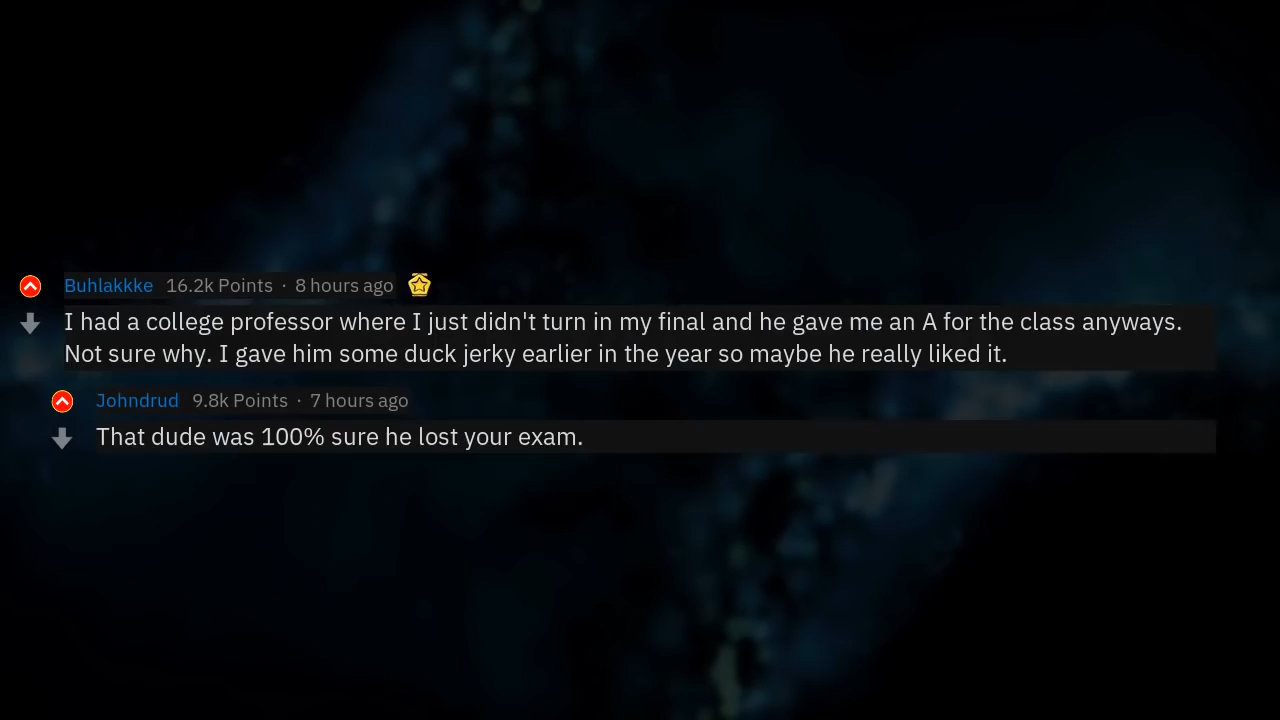 Buhlakkke 16.2k Points · 8 hours ago
I had a college professor where I just didn't turn in my final and he gave me an A for the class anyways.
Not sure why. I gave him some duck jerky earlier in the year so maybe he really liked it.
Johndrud 9.8k Points · 7 hours ago
That dude was 100% sure he lost your exam.